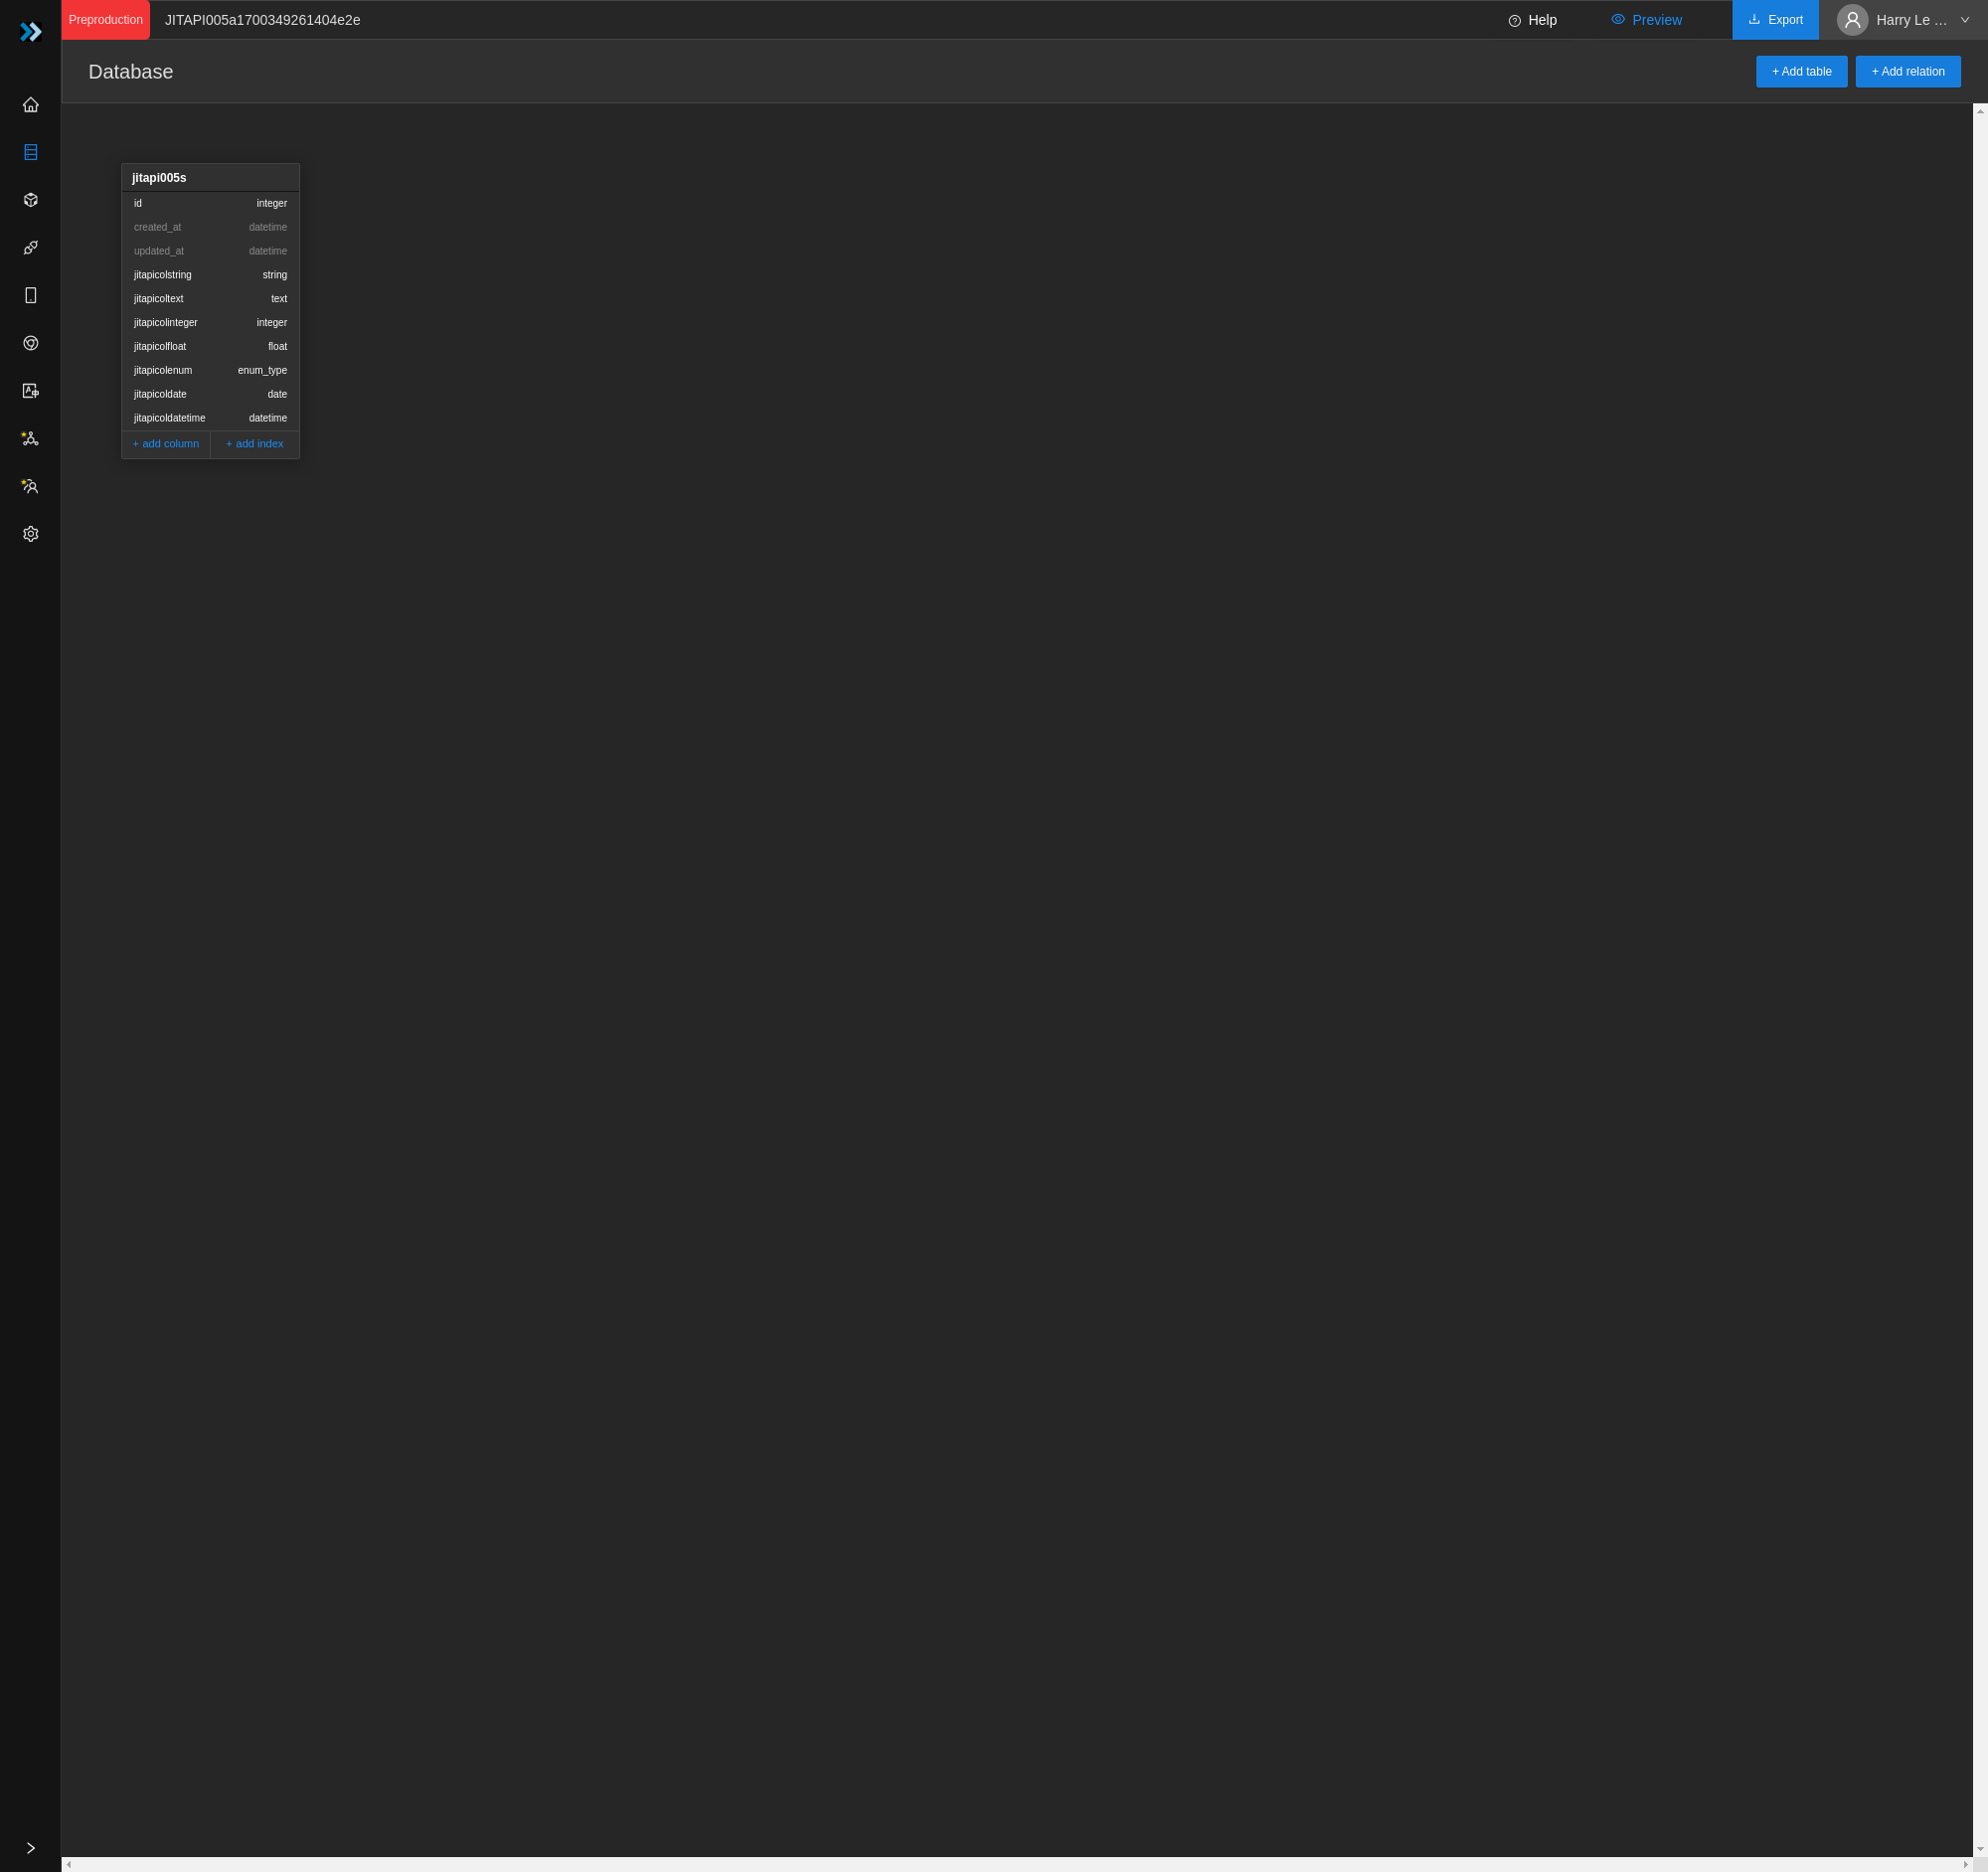 Preproduction JITAPI005a1700349261404e2e Help Preview Export Harry Le ...
Database + Add table + Add relation
jitapi005s
id integer
created_at datetime
updated_at datetime
jitapicolstring string
jitapicoltext text
jitapicolinteger integer
jitapicolfloat float
jitapicolenum enum_type
jitapicoldate date
jitapicoldatetime datetime
+ add column + add index